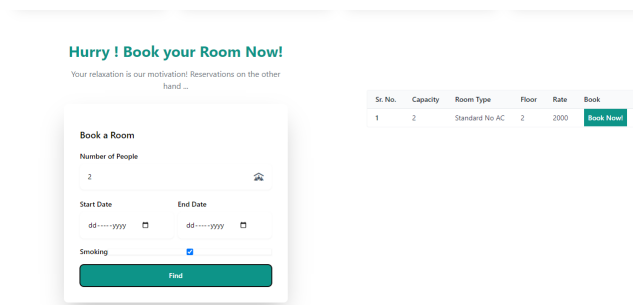 Hurry ! Book your Room Now!
Your relaxation is our motivation! Reservations on the other
hand ...
Book a Room
Number of People
2
Start Date End Date
dd-----yyyy dd-----yyyy
Smoking
Find
Sr. No. Capacity Room Type Floor Rate Book
1 2 Standard No AC 2 2000 Book Now!